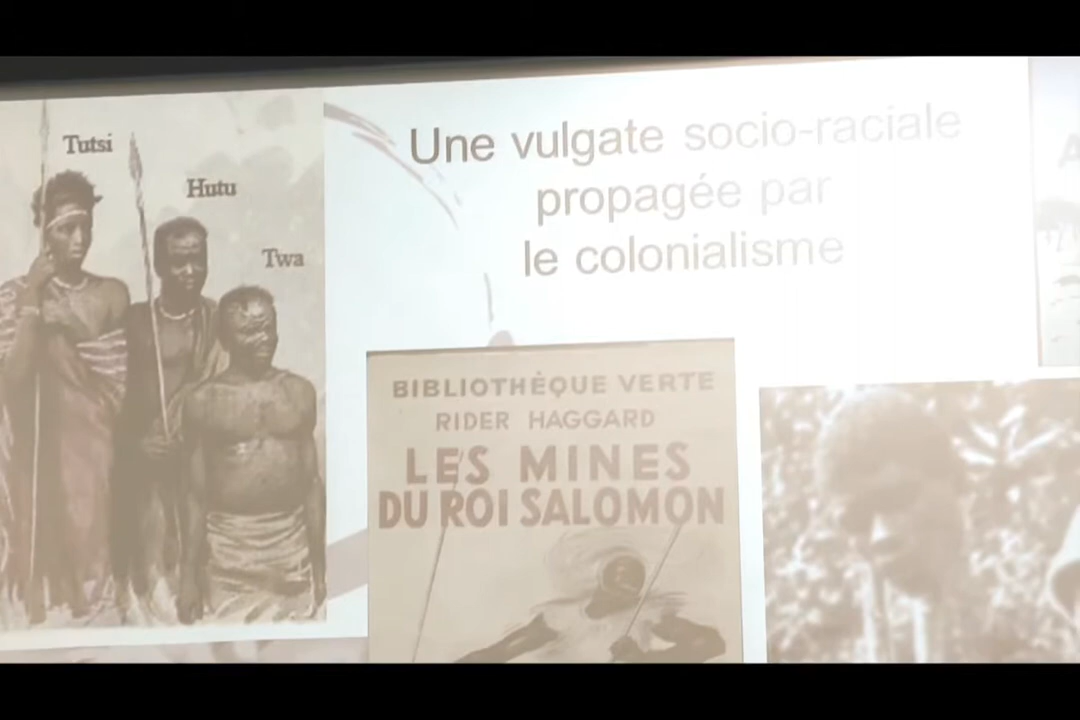 Tutsi
Hutu
Twa
Une vulgate socio-raciale
propagée par
le colonialisme
BIBLIOTHÈQUE VERTE
RIDER HAGGARD
LES MINES
DU ROI SALOMON
A